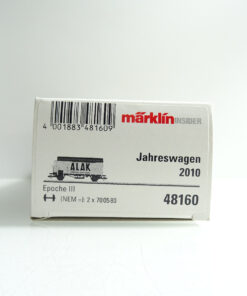 märklin INSIDER
4 001883 481609
Jahreswagen
2010
ALAK
Epoche III
48160
(NEM =): 2 x 700580